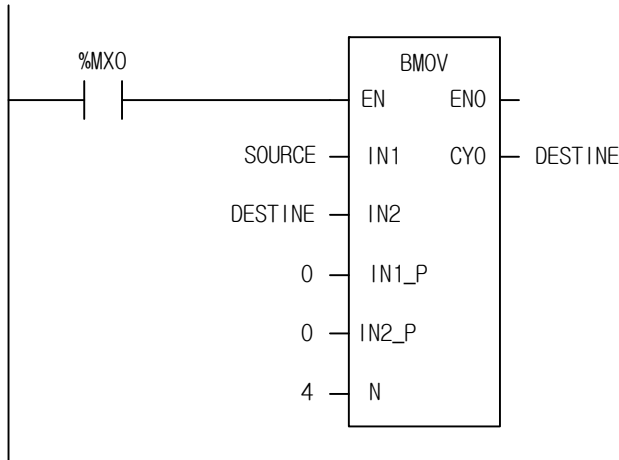 %MX0
BMOV
EN ENO
SOURCE IN1 CYO DESTINE
DESTINE IN2
0 IN1_P
0 IN2_P
4 N